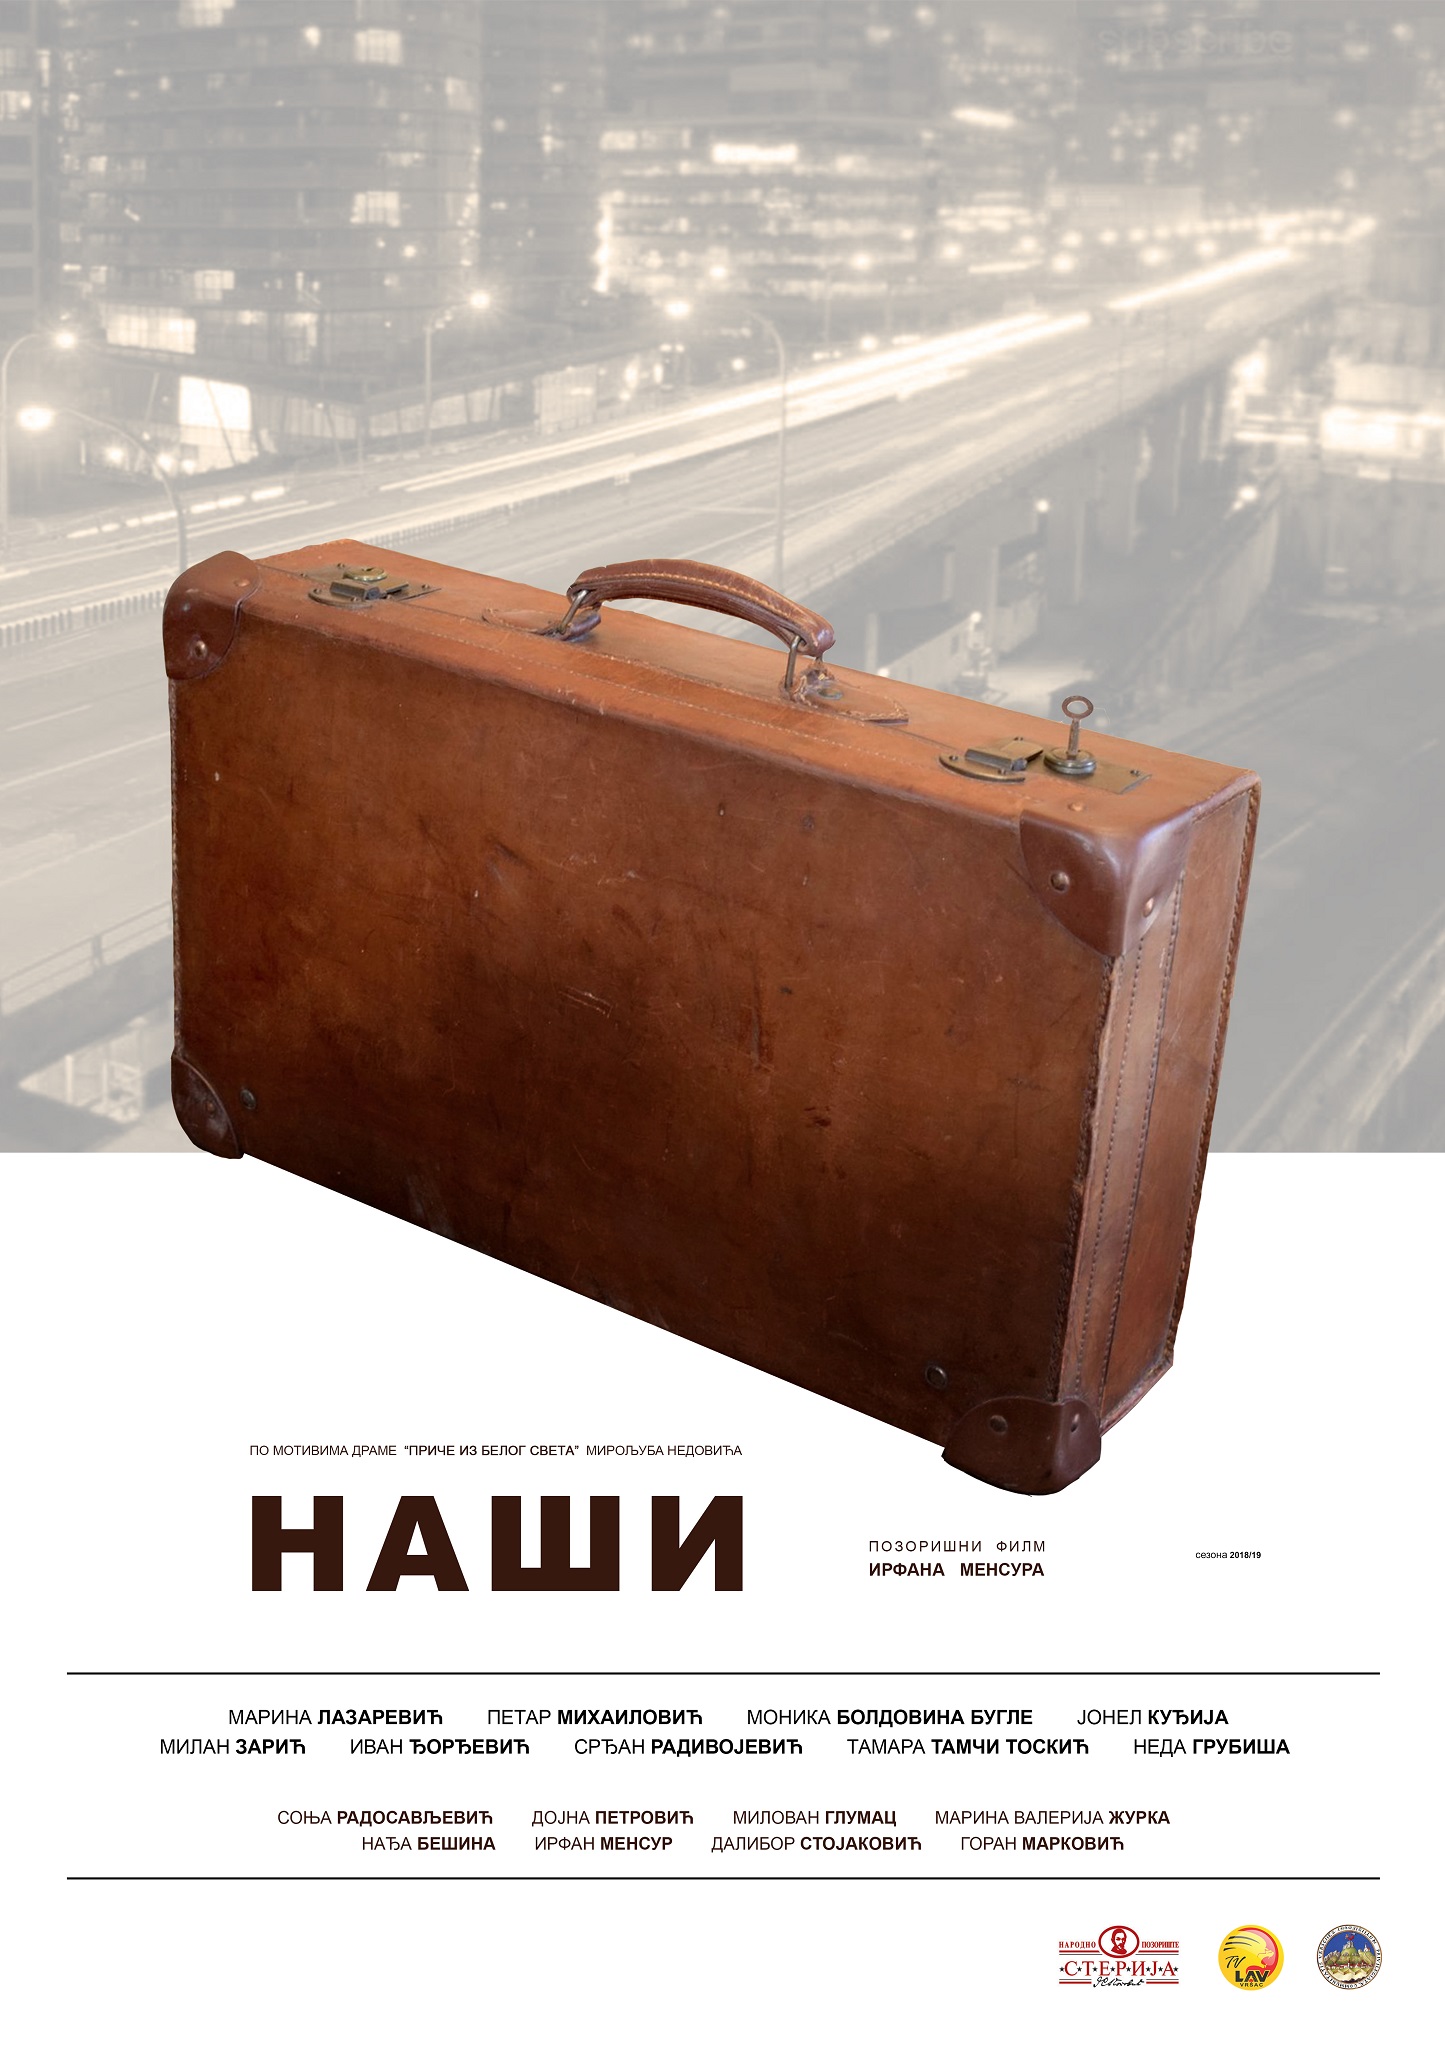 subscribe
ПО МОТИВИМА ДРАМЕ “ПРИЧЕ ИЗ БЕЛОГ СВЕТА” МИРОЉУБА НЕДОВИЋА
НАШИ
ПОЗОРИШНИ ФИЛМ
ИРФАНА МЕНСУРА
сезона 2018/19
МАРИНА ЛАЗАРЕВИЋ ПЕТАР МИХАИЛОВИЋ МОНИКА БОЛДОВИНА БУГЛЕ ЈОНЕЛ КУЂИЈА
МИЛАН ЗАРИЋ ИВАН ЂОРЂЕВИЋ СРЂАН РАДИВОЈЕВИЋ ТАМАРА ТАМЧИ ТОСКИЋ НЕДА ГРУБИША
СОЊА РАДОСАВЉЕВИЋ ДОЈНА ПЕТРОВИЋ МИЛОВАН ГЛУМАЦ МАРИНА ВАЛЕРИЈА ЖУРКА
НАЂА БЕШИНА ИРФАН МЕНСУР ДАЛИБОР СТОЈАКОВИЋ ГОРАН МАРКОВИЋ
НАРОДНО ПОЗОРИШТЕ
С•Т•Е•Р•И•Ј•А
TV
LAV
VRŠAC